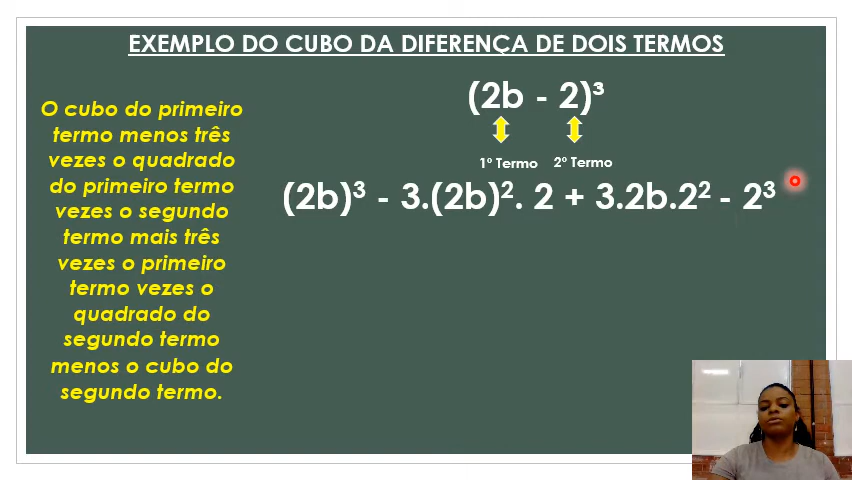 EXEMPLO DO CUBO DA DIFERENÇA DE DOIS TERMOS
O cubo do primeiro
termo menos três
vezes o quadrado
do primeiro termo
vezes o segundo
termo mais três
vezes o primeiro
termo vezes o
quadrado do
segundo termo
menos o cubo do
segundo termo.
(2b - 2)³
1º Termo 2º Termo
(2b)³ - 3.(2b)². 2 + 3.2b.2² - 2³